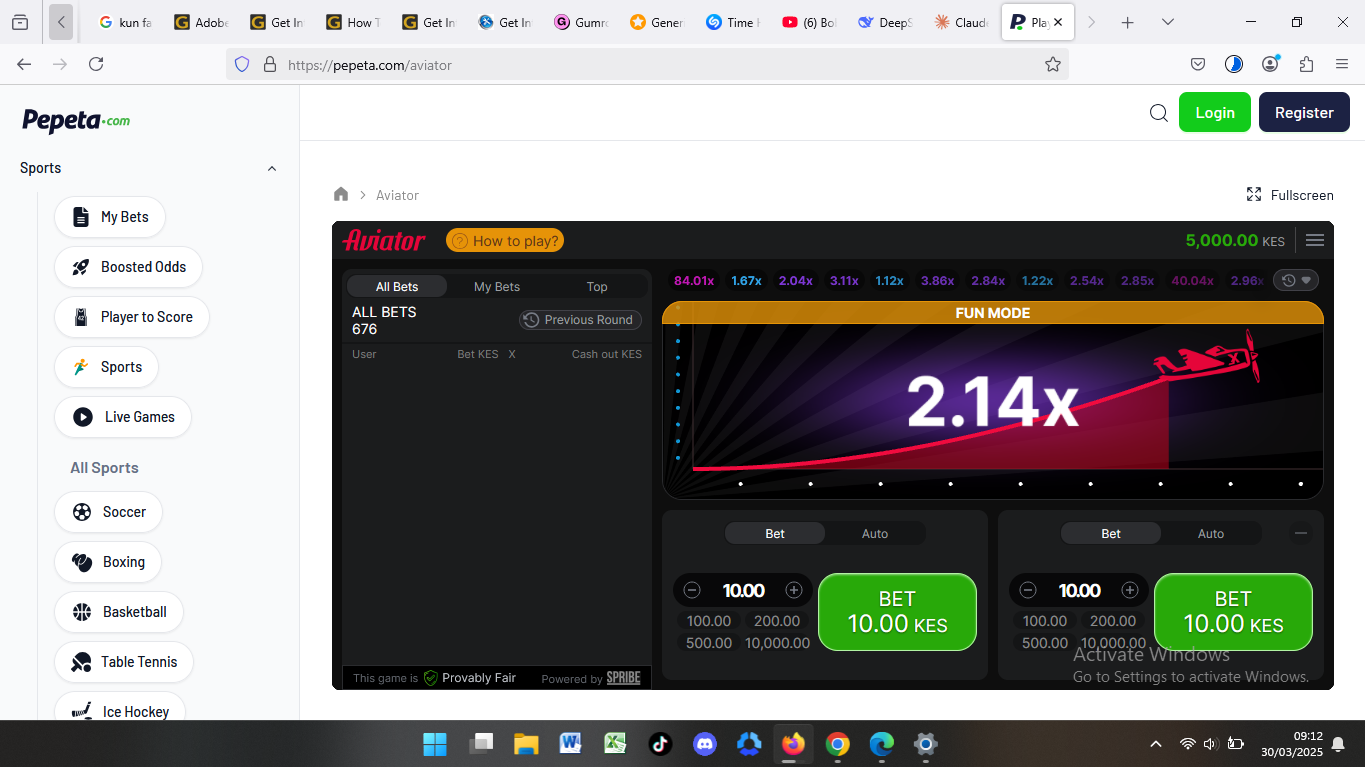 kun fa
Adobe
Get In
How T
Get In
Get In
Gumro
Gener
Time
(6) Bol
DeepS
Claud
Play
https://pepeta.com/aviator
Pepeta.com
Login
Register
Sports
My Bets
Boosted Odds
Player to Score
Sports
Live Games
All Sports
Soccer
Boxing
Basketball
Table Tennis
Ice Hockey
Aviator
Fullscreen
Aviator
How to play?
5,000.00 KES
All Bets
My Bets
Top
ALL BETS
676
Previous Round
User
Bet KES
X
Cash out KES
This game is
Provably Fair
Powered by SPRIBE
84.01x
1.67x
2.04x
3.11x
1.12x
3.86x
2.84x
1.22x
2.54x
2.85x
40.04x
2.96x
FUN MODE
2.14x
Bet
Auto
10.00
100.00
200.00
500.00
10,000.00
BET
10.00 KES
Bet
Auto
10.00
100.00
200.00
500.00
10,000.00
BET
10.00 KES
Activate Windows
Go to Settings to activate Windows.
09:12
30/03/2025